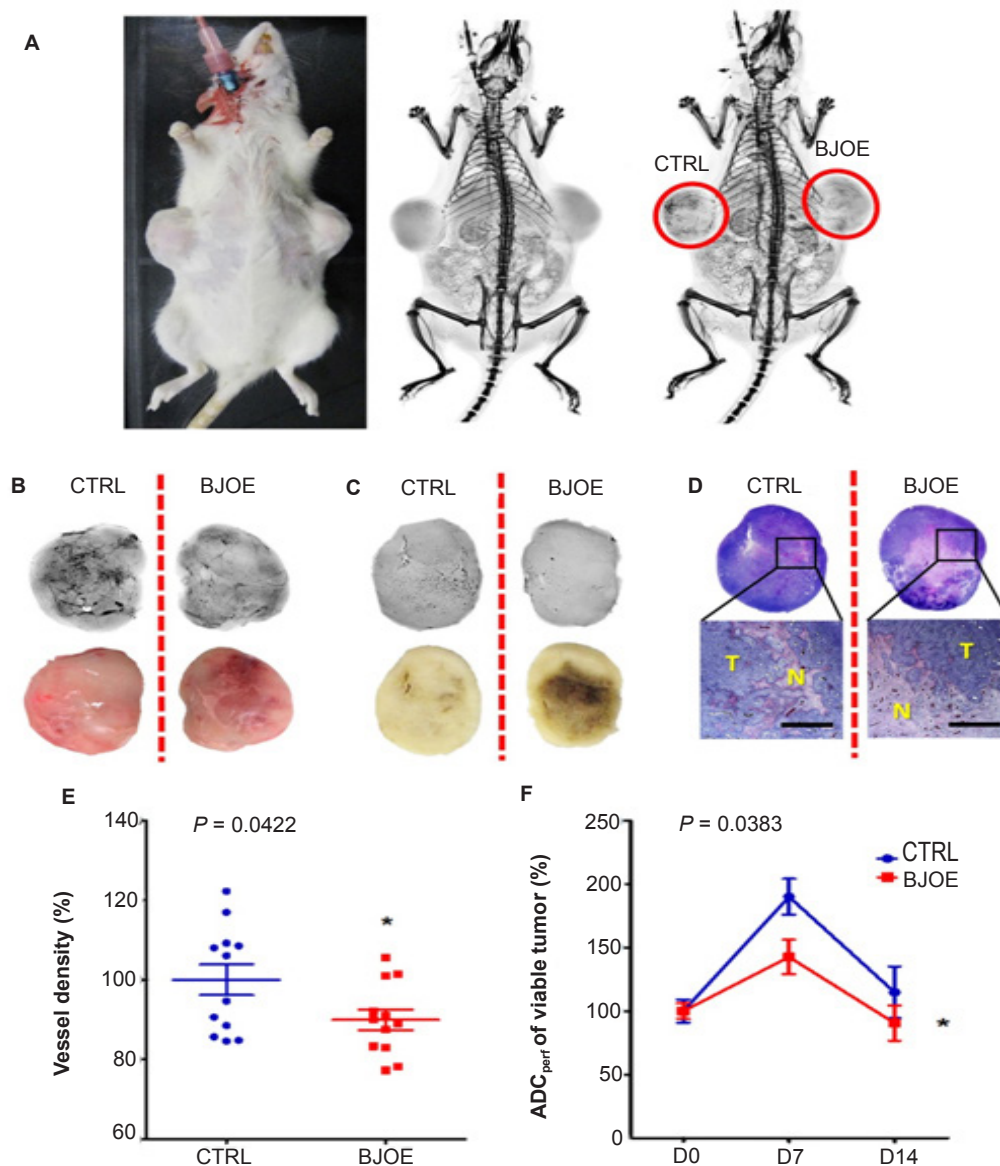 A
CTRL
BJOE
B
CTRL
BJOE
C
CTRL
BJOE
D
CTRL
BJOE
T
N
T
N
E
P = 0.0422
Vessel density (%)
140
120
100
80
60
*
CTRL
BJOE
F
P = 0.0383
ADCperf of viable tumor (%)
250
200
150
100
50
0
CTRL
BJOE
*
D0
D7
D14